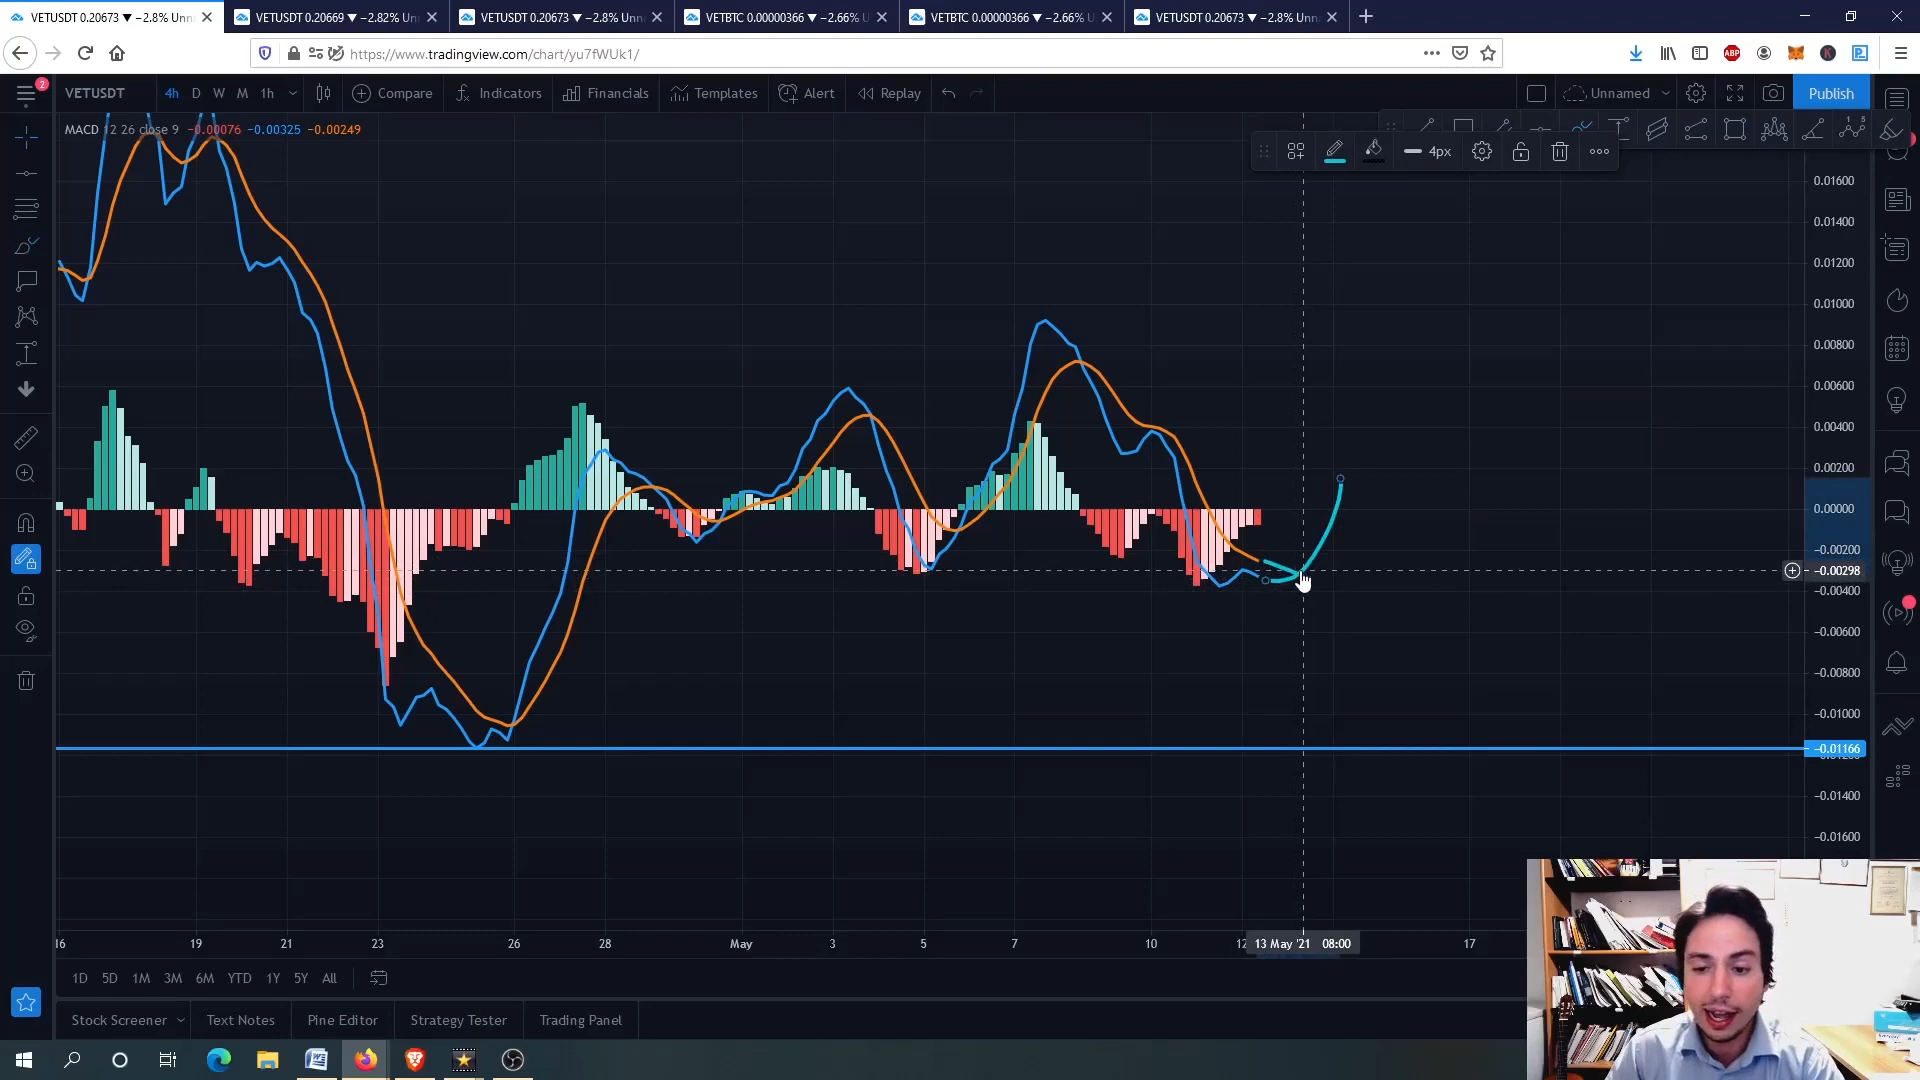 VETUSDT 0.20673 ▼ −2.8% Unn
VETUSDT 0.20669 ▼ −2.82% Un
VETUSDT 0.20673 ▼ −2.8% Unn
VETBTC 0.00000366 ▼ −2.66% U
VETBTC 0.00000366 ▼ −2.66% U
VETUSDT 0.20673 ▼ −2.8% Unn
https://www.tradingview.com/chart/yu7fWUk1/
ABP
2
VETUSDT 4h D W M 1h Compare Indicators Financials Templates Alert Replay Unnamed Publish
MACD 12 26 close 9 −0.00076 −0.00325 −0.00249
4px
0.01600
0.01400
0.01200
0.01000
0.00800
0.00600
0.00400
0.00200
0.00000
−0.00200
−0.00298
−0.00400
−0.00600
−0.00800
−0.01000
−0.01166
−0.01400
−0.01600
16 19 21 23 26 28 May 3 5 7 10 12 13 May '21 08:00 17
1D 5D 1M 3M 6M YTD 1Y 5Y All
Stock Screener Text Notes Pine Editor Strategy Tester Trading Panel